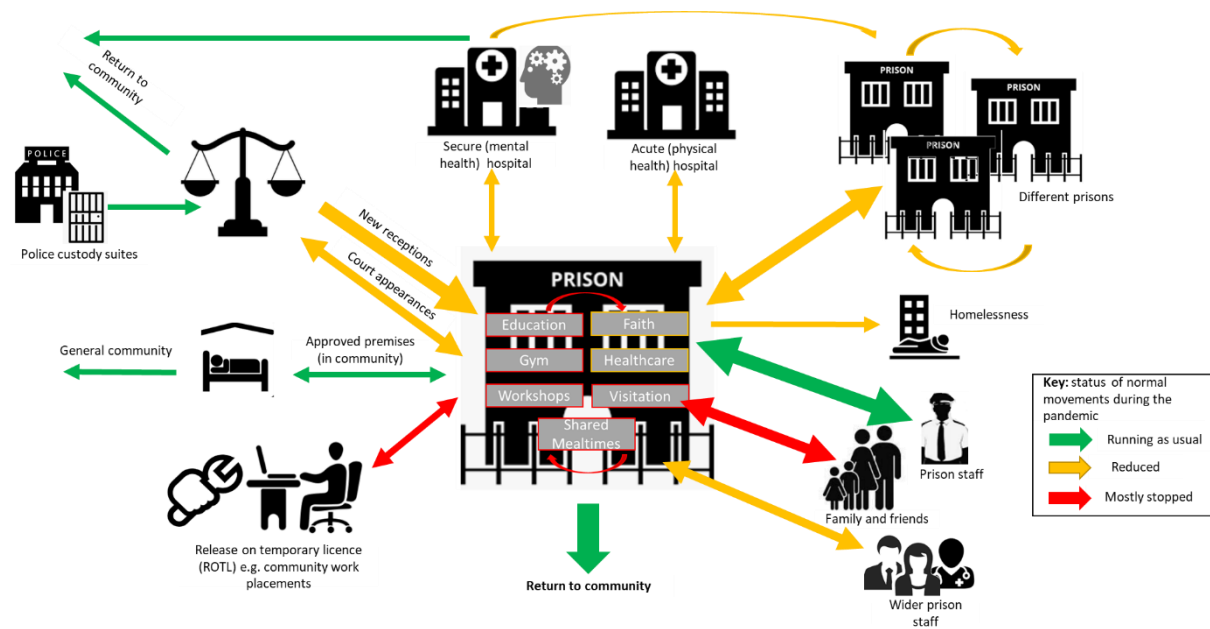 Return to
community
POLICE
Police custody suites
Secure (mental
health) hospital
Acute (physical
health) hospital
PRISON
PRISON
PRISON
Different prisons
New receptions
Court appearances
PRISON
Education
Faith
Gym
Healthcare
Workshops
Visitation
Shared
Mealtimes
General community
Approved premises
(in community)
Homelessness
Key: status of normal
movements during the
pandemic
Running as usual
Reduced
Mostly stopped
Prison staff
Family and friends
Wider prison
staff
Release on temporary licence
(ROTL) e.g. community work
placements
Return to community